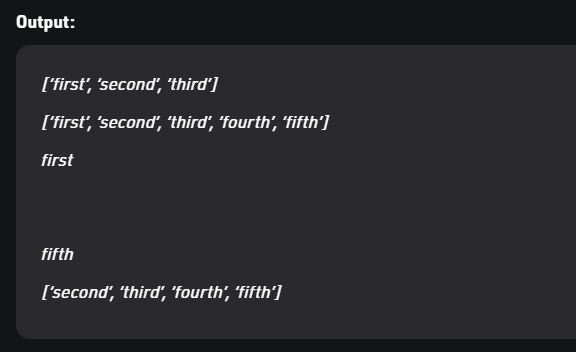 Output:
[‘first’, ‘second’, ‘third’]
[‘first’, ‘second’, ‘third’, ‘fourth’, ‘fifth’]
first
fifth
[‘second’, ‘third’, ‘fourth’, ‘fifth’]